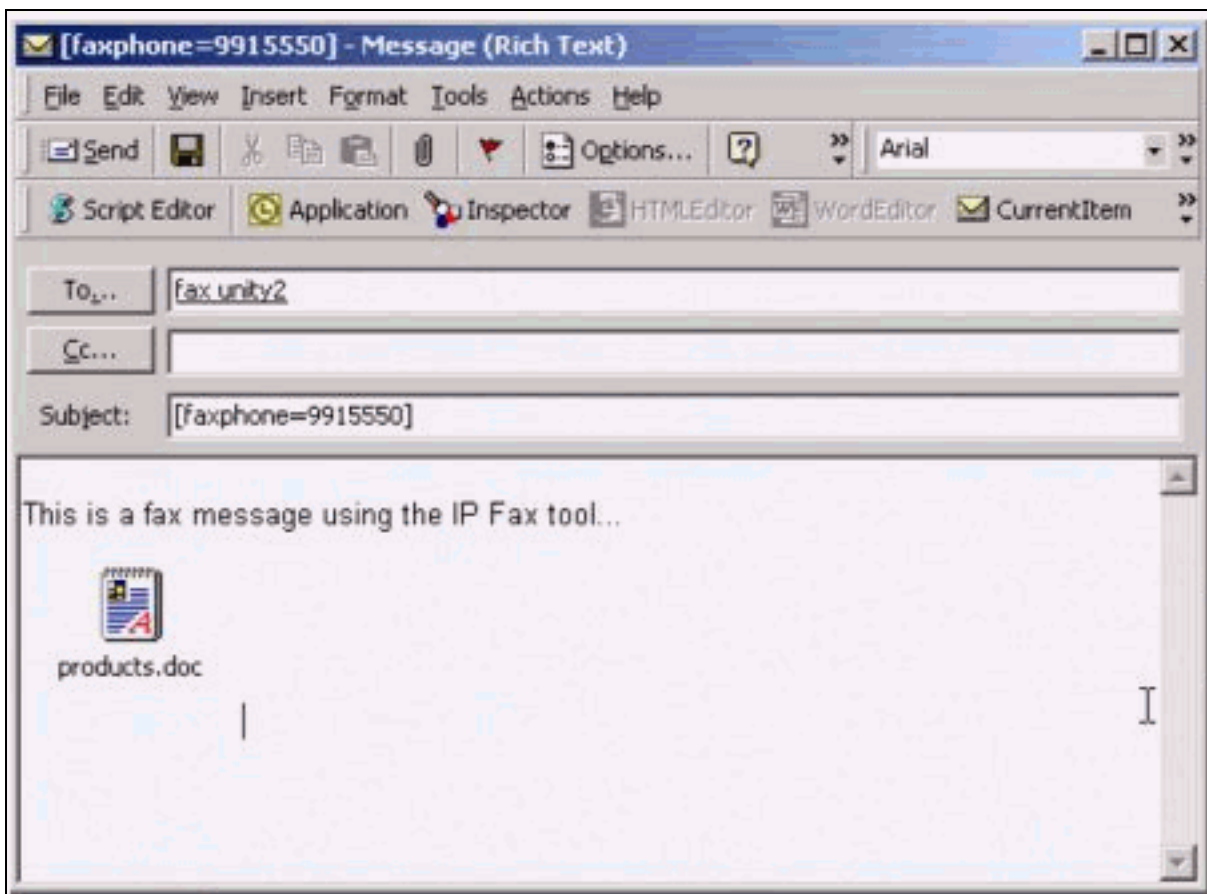 [faxphone=9915550] - Message (Rich Text)
File Edit View Insert Format Tools Actions Help
Send Options... Arial
Script Editor Application Inspector HTMLEditor WordEditor CurrentItem
To... fax unity2
Cc...
Subject: [faxphone=9915550]
This is a fax message using the IP Fax tool...
products.doc